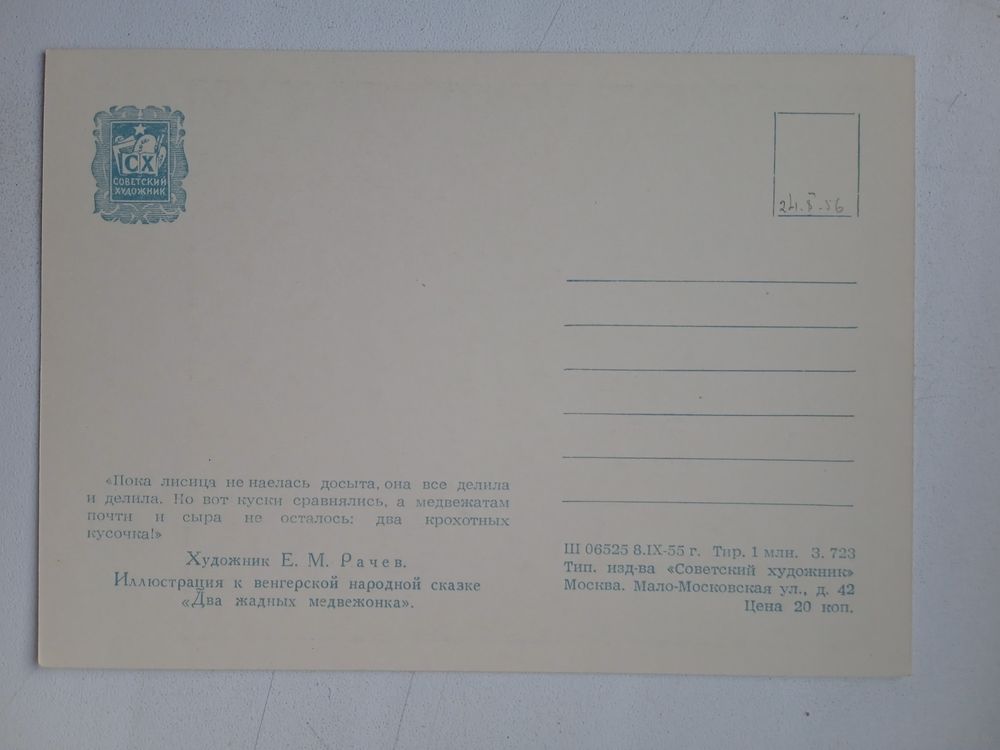 СХ
СОВЕТСКИЙ
ХУДОЖНИК
24.V-56
«Пока лисица не наелась досыта, она все делила
и делила. Но вот куски сравнялись, а медвежатам
почти и сыра не осталось: два крохотных
кусочка!»
Художник Е. М. Рачев.
Иллюстрация к венгерской народной сказке
«Два жадных медвежонка».
Ш 06525 8.IX-55 г. Тир. 1 млн. З. 723
Тип. изд-ва «Советский художник»
Москва. Мало-Московская ул., д. 42
Цена 20 коп.